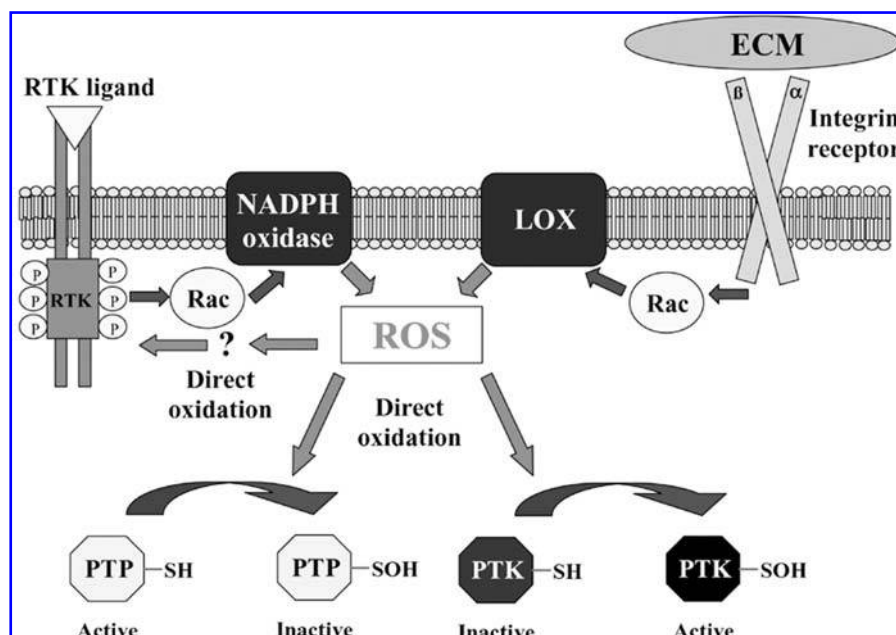 ECM
RTK ligand
β
α
Integrin
receptor
NADPH
oxidase
LOX
P
P
P
P
P
P
RTK
Rac
Rac
ROS
?
Direct
oxidation
Direct
oxidation
PTP
SH
PTP
SOH
PTK
SH
PTK
SOH
Active
Inactive
Inactive
Active